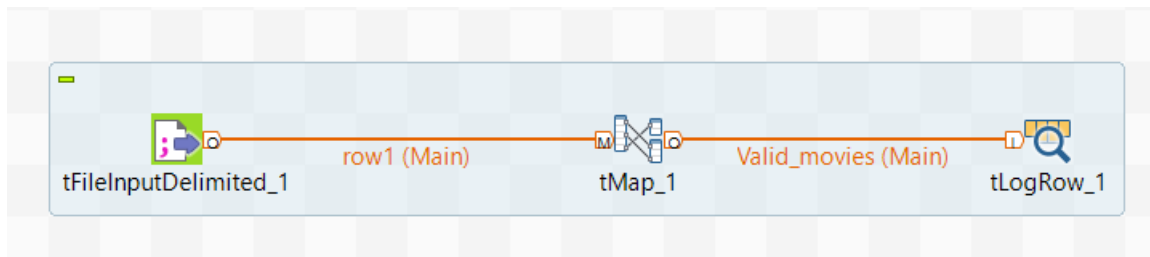 ;
O
row1 (Main)
M
O
Valid_movies (Main)
I
tFileInputDelimited_1
tMap_1
tLogRow_1